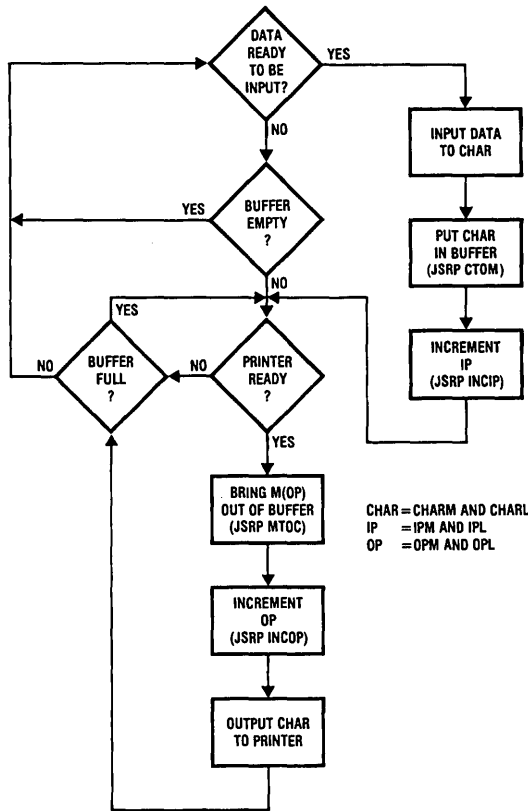 DATA
READY
TO BE
INPUT?
YES
NO
INPUT DATA
TO CHAR
BUFFER
EMPTY
?
YES
NO
PUT CHAR
IN BUFFER
(JSRP CTOM)
YES
BUFFER
FULL
?
NO
NO
PRINTER
READY
?
YES
INCREMENT
IP
(JSRP INCIP)
BRING M(OP)
OUT OF BUFFER
(JSRP MTOC)
CHAR = CHARM AND CHARL
IP = IPM AND IPL
OP = OPM AND OPL
INCREMENT
OP
(JSRP INCOP)
OUTPUT CHAR
TO PRINTER